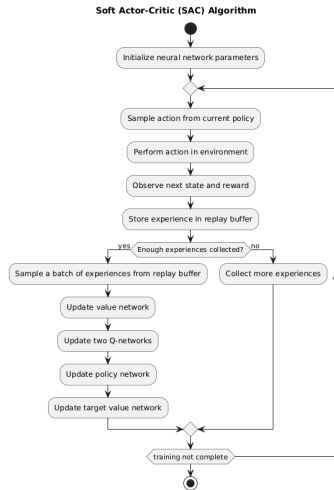 Soft Actor-Critic (SAC) Algorithm
Initialize neural network parameters
Sample action from current policy
Perform action in environment
Observe next state and reward
Store experience in replay buffer
yes
Enough experiences collected?
no
Sample a batch of experiences from replay buffer
Collect more experiences
Update value network
Update two Q-networks
Update policy network
Update target value network
training not complete